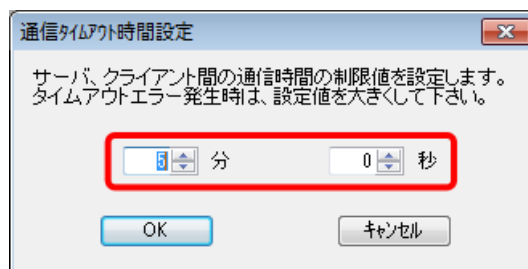 通信ﾀｲﾑｱｳﾄ時間設定
サーバ、クライアント間の通信時間の制限値を設定します。
タイムアウトエラー発生時は、設定値を大きくして下さい。
5 分 0 秒
OK キャンセル